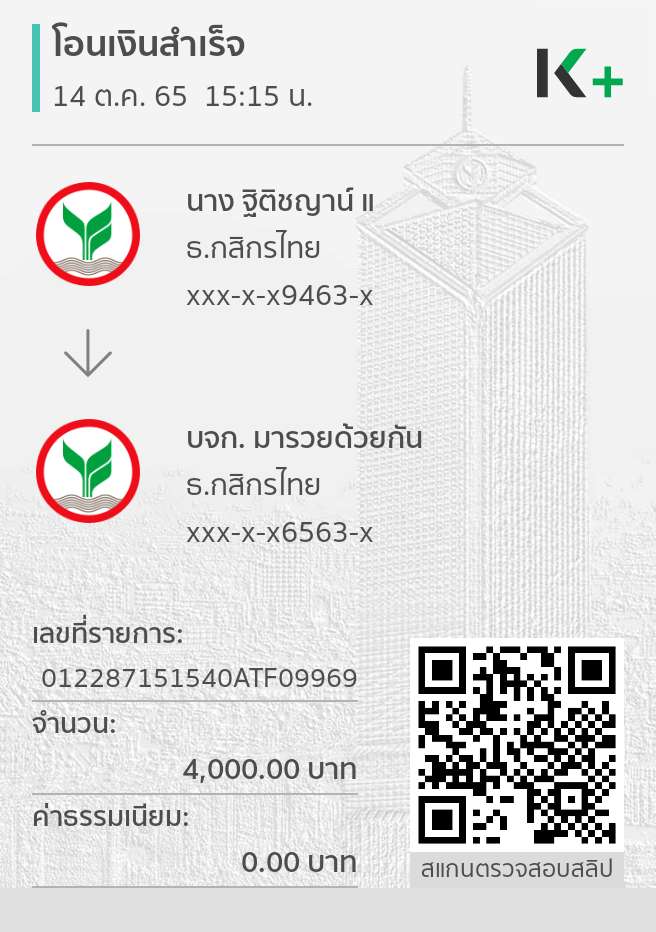 โอนเงินสำเร็จ
14 ต.ค. 65 15:15 น.
K+
นาง ฐิติชญาน์ แ
ธ.กสิกรไทย
xxx-x-x9463-x
บจก. มารวยด้วยกัน
ธ.กสิกรไทย
xxx-x-x6563-x
เลขที่รายการ:
012287151540ATF09969
จำนวน:
4,000.00 บาท
ค่าธรรมเนียม:
0.00 บาท
สแกนตรวจสอบสลิป